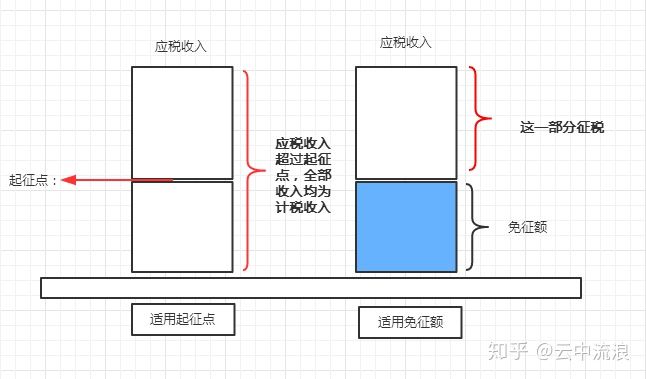 应税收入
应税收入
应税收入
超过起征
点，全部
收入均为
计税收入
这一部分征税
起征点：
免征额
适用起征点
适用免征额
知乎 @云中流浪